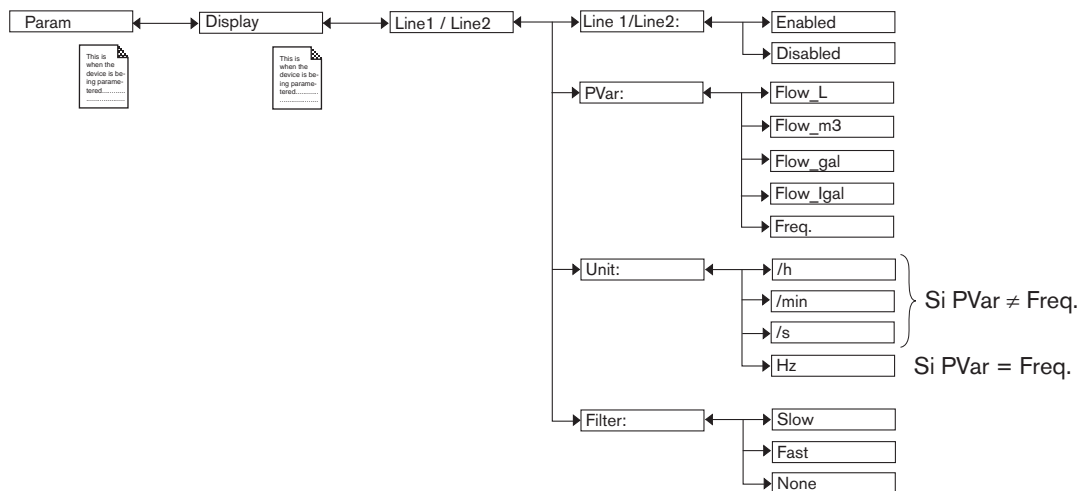 Param
Display
Line1 / Line2
Line 1/Line2:
Enabled
Disabled
This is
when the
device is be-
ing parame-
tered............
.....................
This is
when the
device is be-
ing parame-
tered............
.....................
PVar:
Flow_L
Flow_m3
Flow_gal
Flow_Igal
Freq.
Unit:
/h
/min
/s
Si PVar ≠ Freq.
Hz
Si PVar = Freq.
Filter:
Slow
Fast
None